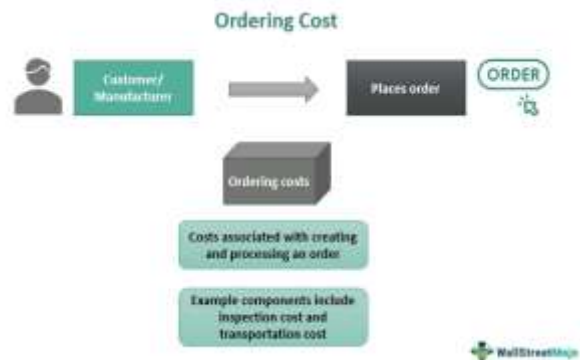 Ordering Cost
Customer/
Manufacturer
Places order
ORDER
Ordering costs
Costs associated with creating
and processing an order
Example components include
inspection cost and
transportation cost
WallStreetMojo